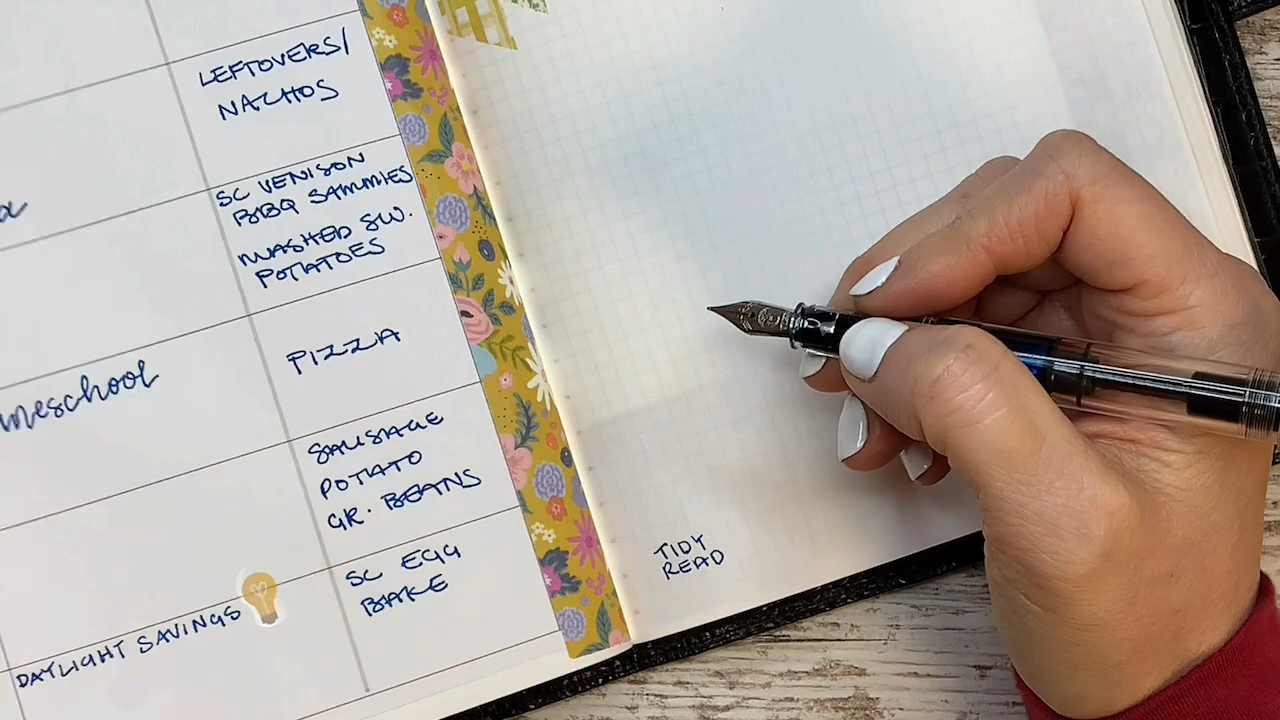 LEFTOVERS/
NACHOS
SC VENISON
BBQ SAMMIES
MASHED SW.
POTATOES
meschool
PIZZA
SAUSAGE
POTATO
GR. BEANS
SC EGG
BAKE
DAYLIGHT SAVINGS
TIDY
READ